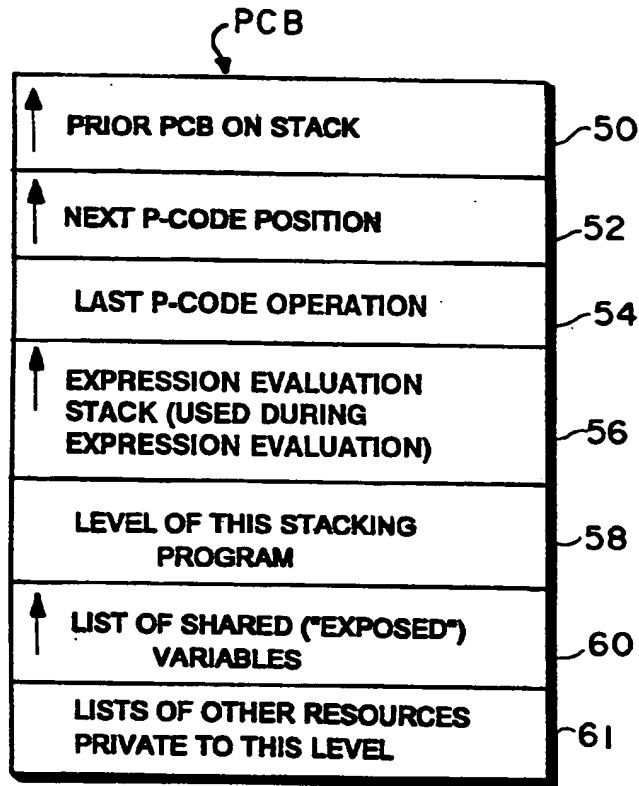 PCB
PRIOR PCB ON STACK
50
NEXT P-CODE POSITION
52
LAST P-CODE OPERATION
54
EXPRESSION EVALUATION
STACK (USED DURING
EXPRESSION EVALUATION)
56
LEVEL OF THIS STACKING
PROGRAM
58
LIST OF SHARED ("EXPOSED")
VARIABLES
60
LISTS OF OTHER RESOURCES
PRIVATE TO THIS LEVEL
61